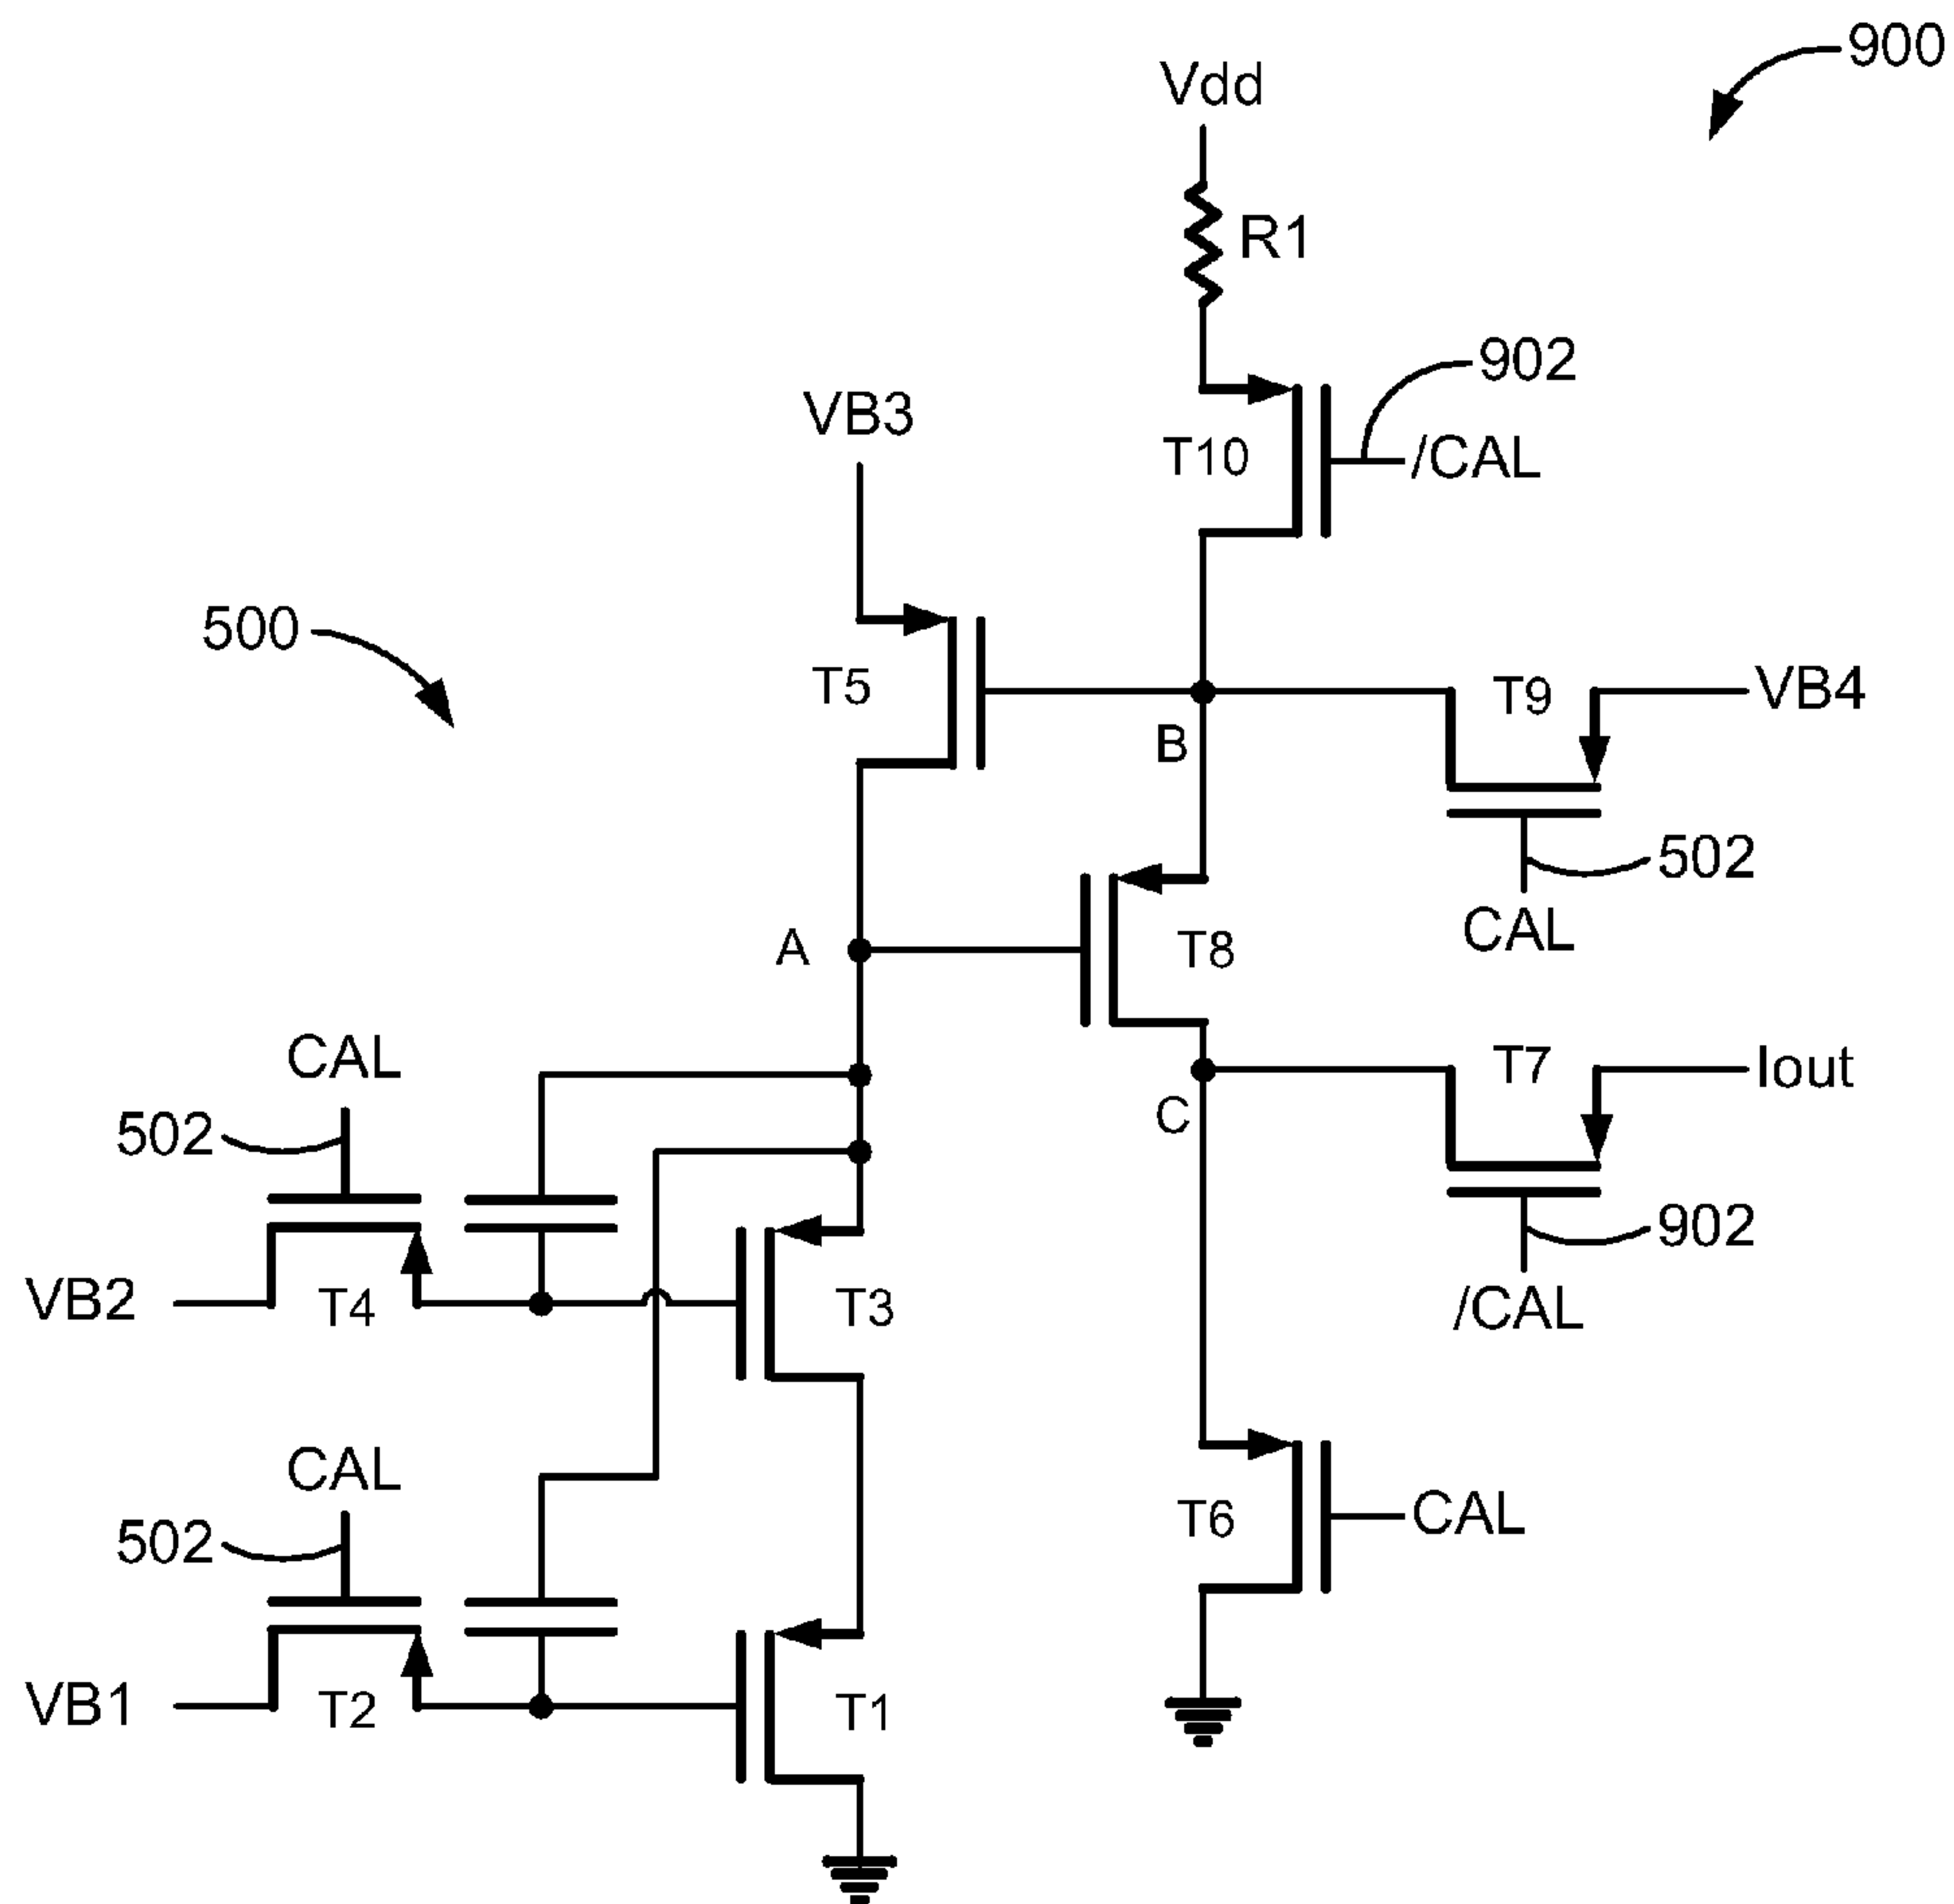 900
Vdd
R1
902
VB3
T10
/CAL
500
T5
T9
VB4
B
502
CAL
A
T8
CAL
T7
Iout
502
C
902
VB2
T4
T3
/CAL
CAL
502
T6
CAL
VB1
T2
T1